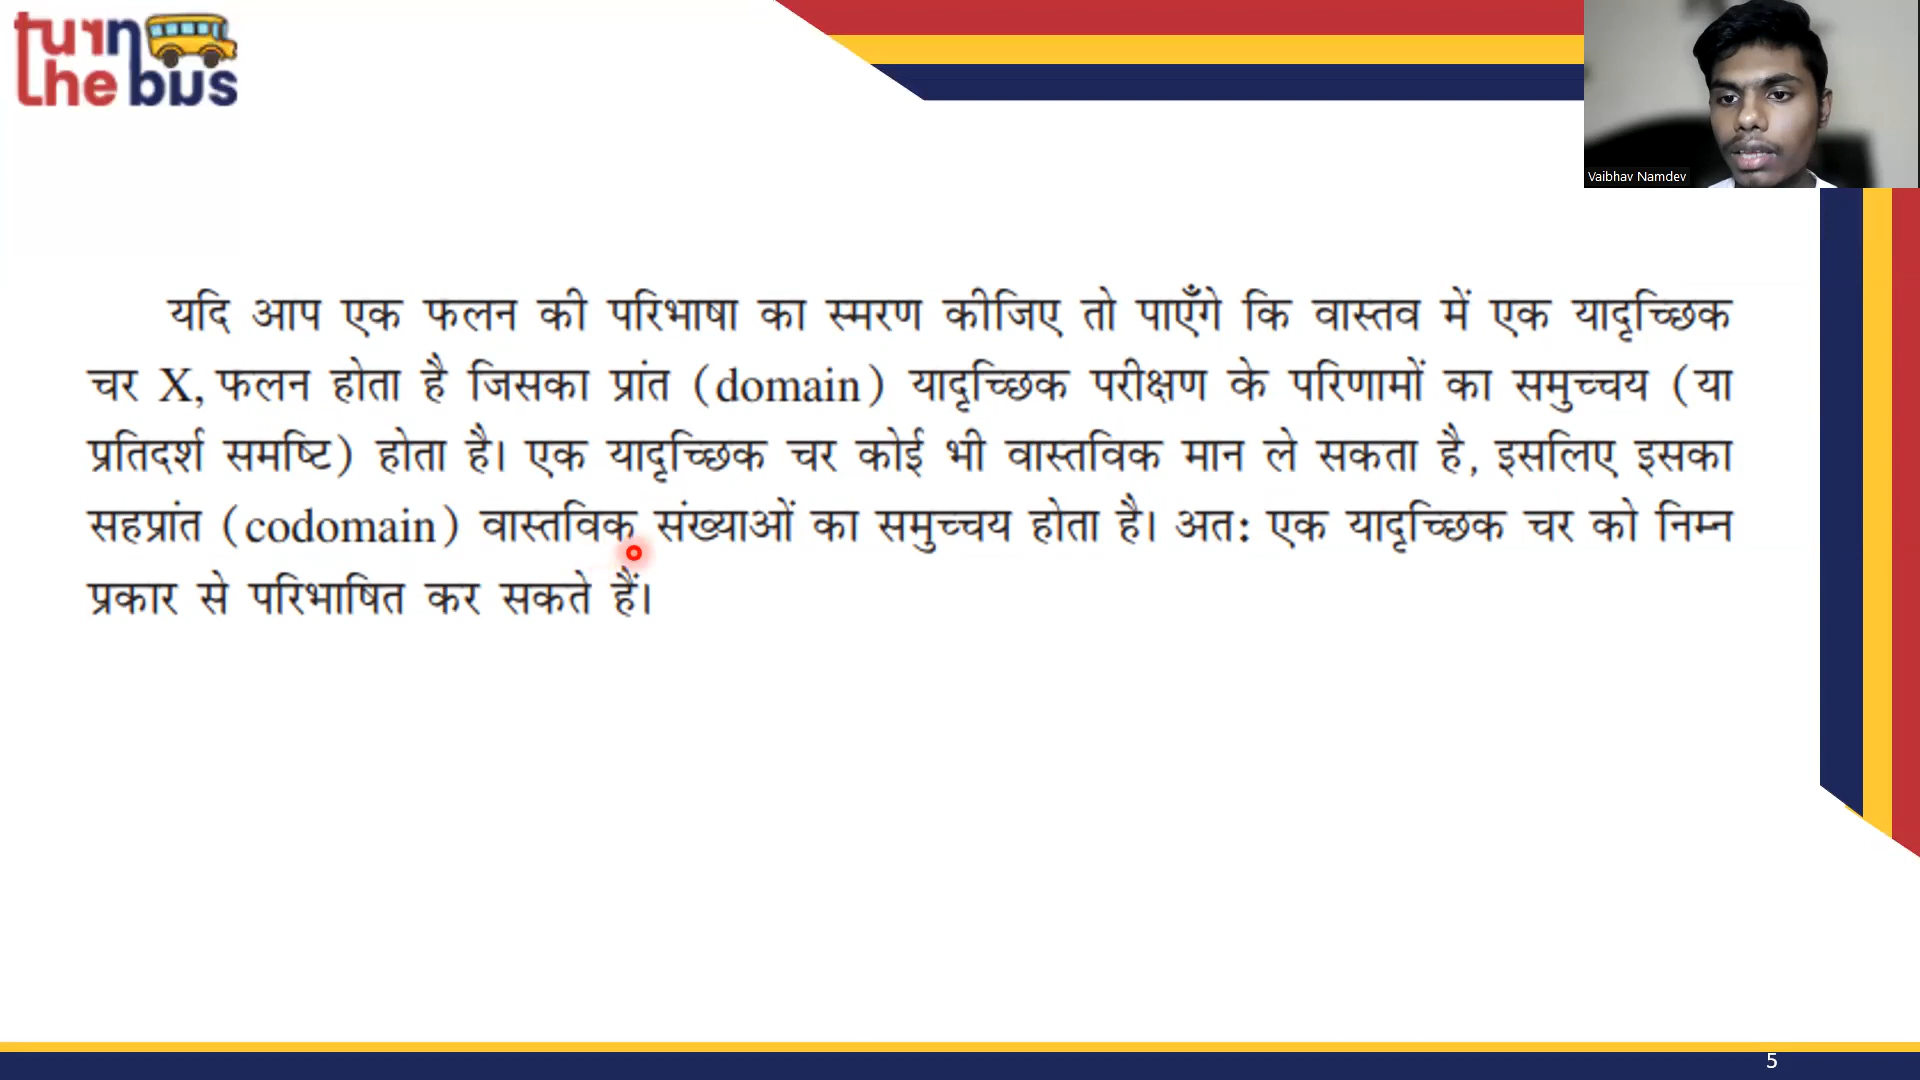 turn
the bus
Vaibhav Namdev
यदि आप एक फलन की परिभाषा का स्मरण कीजिए तो पाएँगे कि वास्तव में एक यादृच्छिक
चर X, फलन होता है जिसका प्रांत (domain) यादृच्छिक परीक्षण के परिणामों का समुच्चय (या
प्रतिदर्श समष्टि) होता है। एक यादृच्छिक चर कोई भी वास्तविक मान ले सकता है, इसलिए इसका
सहप्रांत (codomain) वास्तविक संख्याओं का समुच्चय होता है। अत: एक यादृच्छिक चर को निम्न
प्रकार से परिभाषित कर सकते हैं।
5